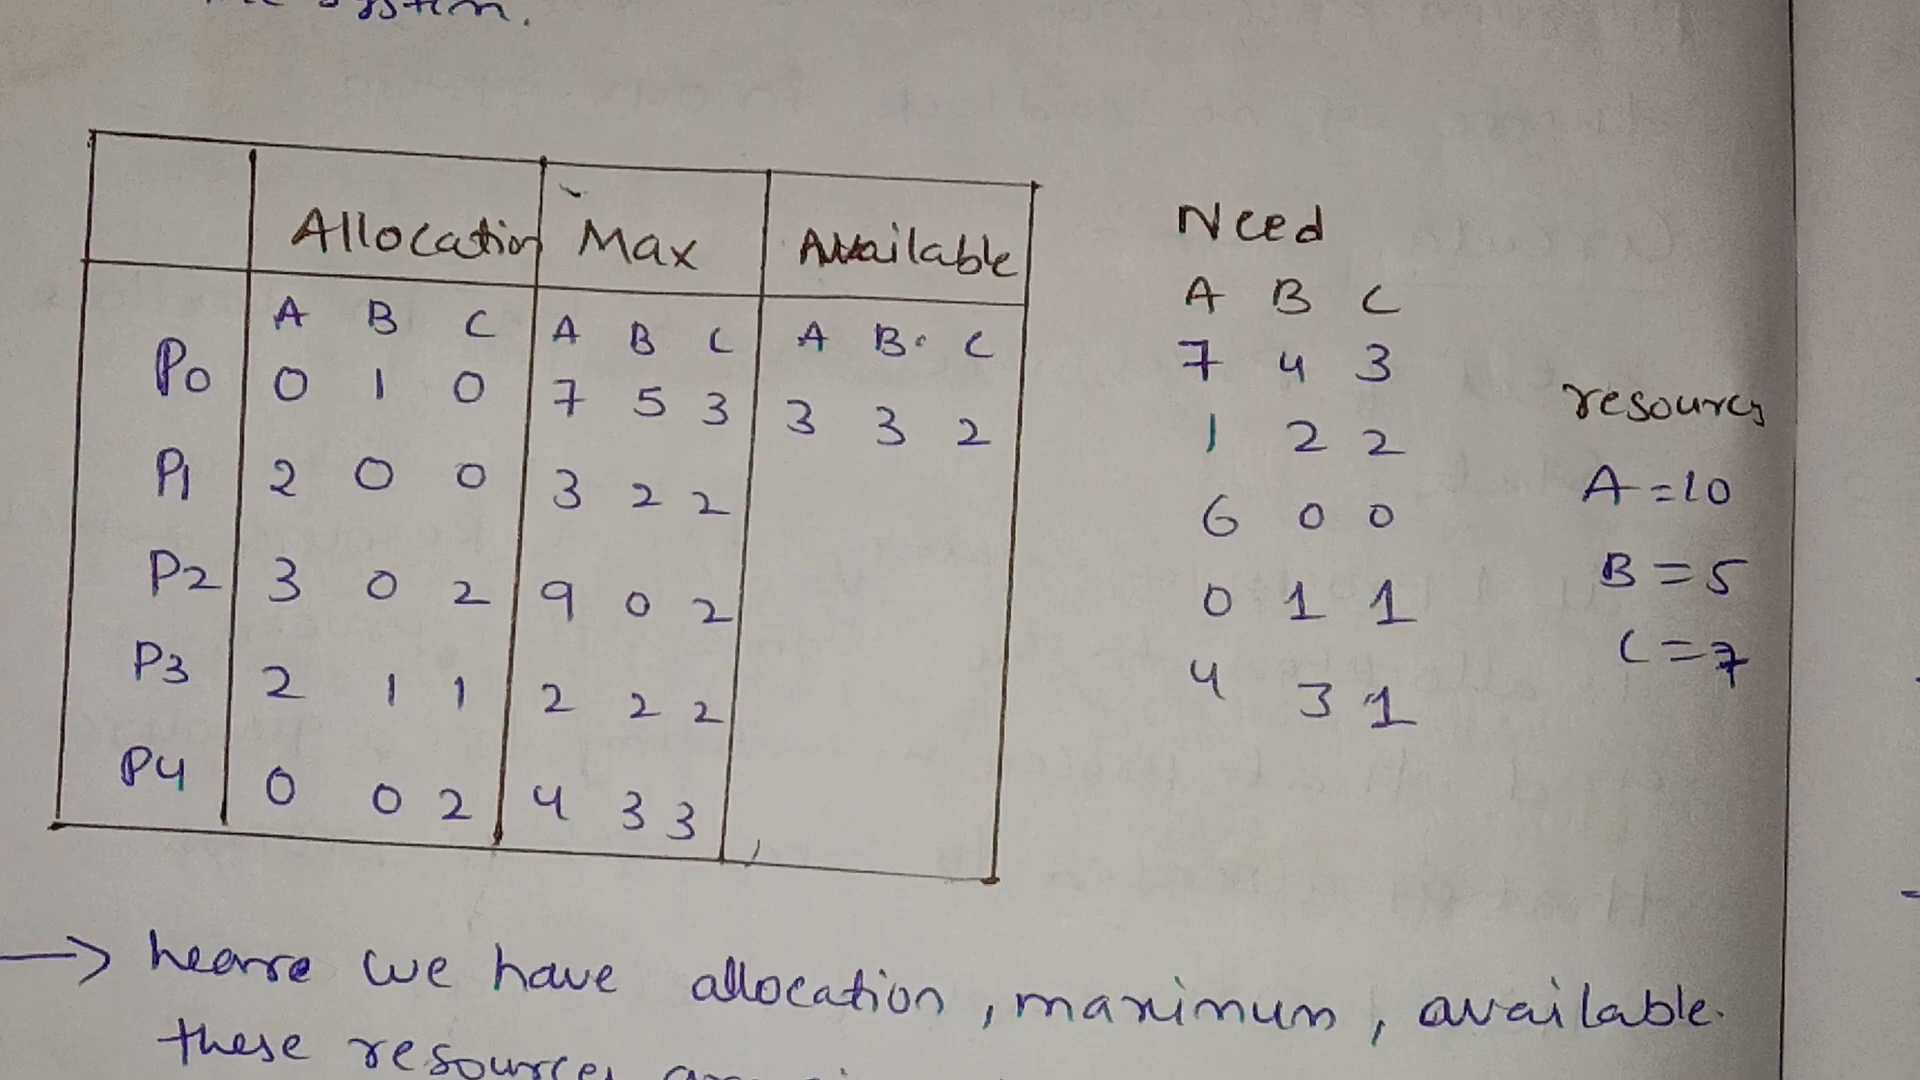 system.
Allocation Max Available
A B C A B C A B C
P0 0 1 0 7 5 3 3 3 2
P1 2 0 0 3 2 2
P2 3 0 2 9 0 2
P3 2 1 1 2 2 2
P4 0 0 2 4 3 3
Need
A B C
7 4 3
1 2 2
6 0 0
0 1 1
4 3 1
A = 10
B = 5
C = 7
→ hearre we have allocation, maximum, available.
these resources